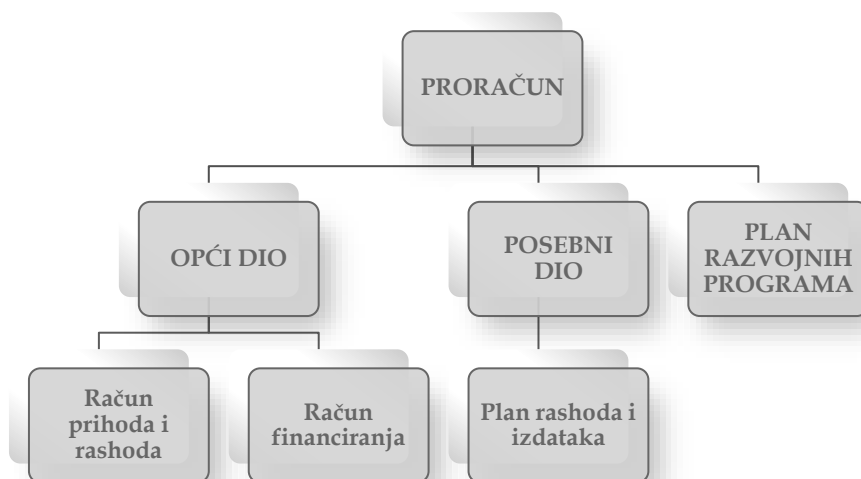 PRORAČUN
OPĆI DIO
POSEBNI
DIO
PLAN
RAZVOJNIH
PROGRAMA
Račun
prihoda i
rashoda
Račun
financiranja
Plan rashoda i
izdataka